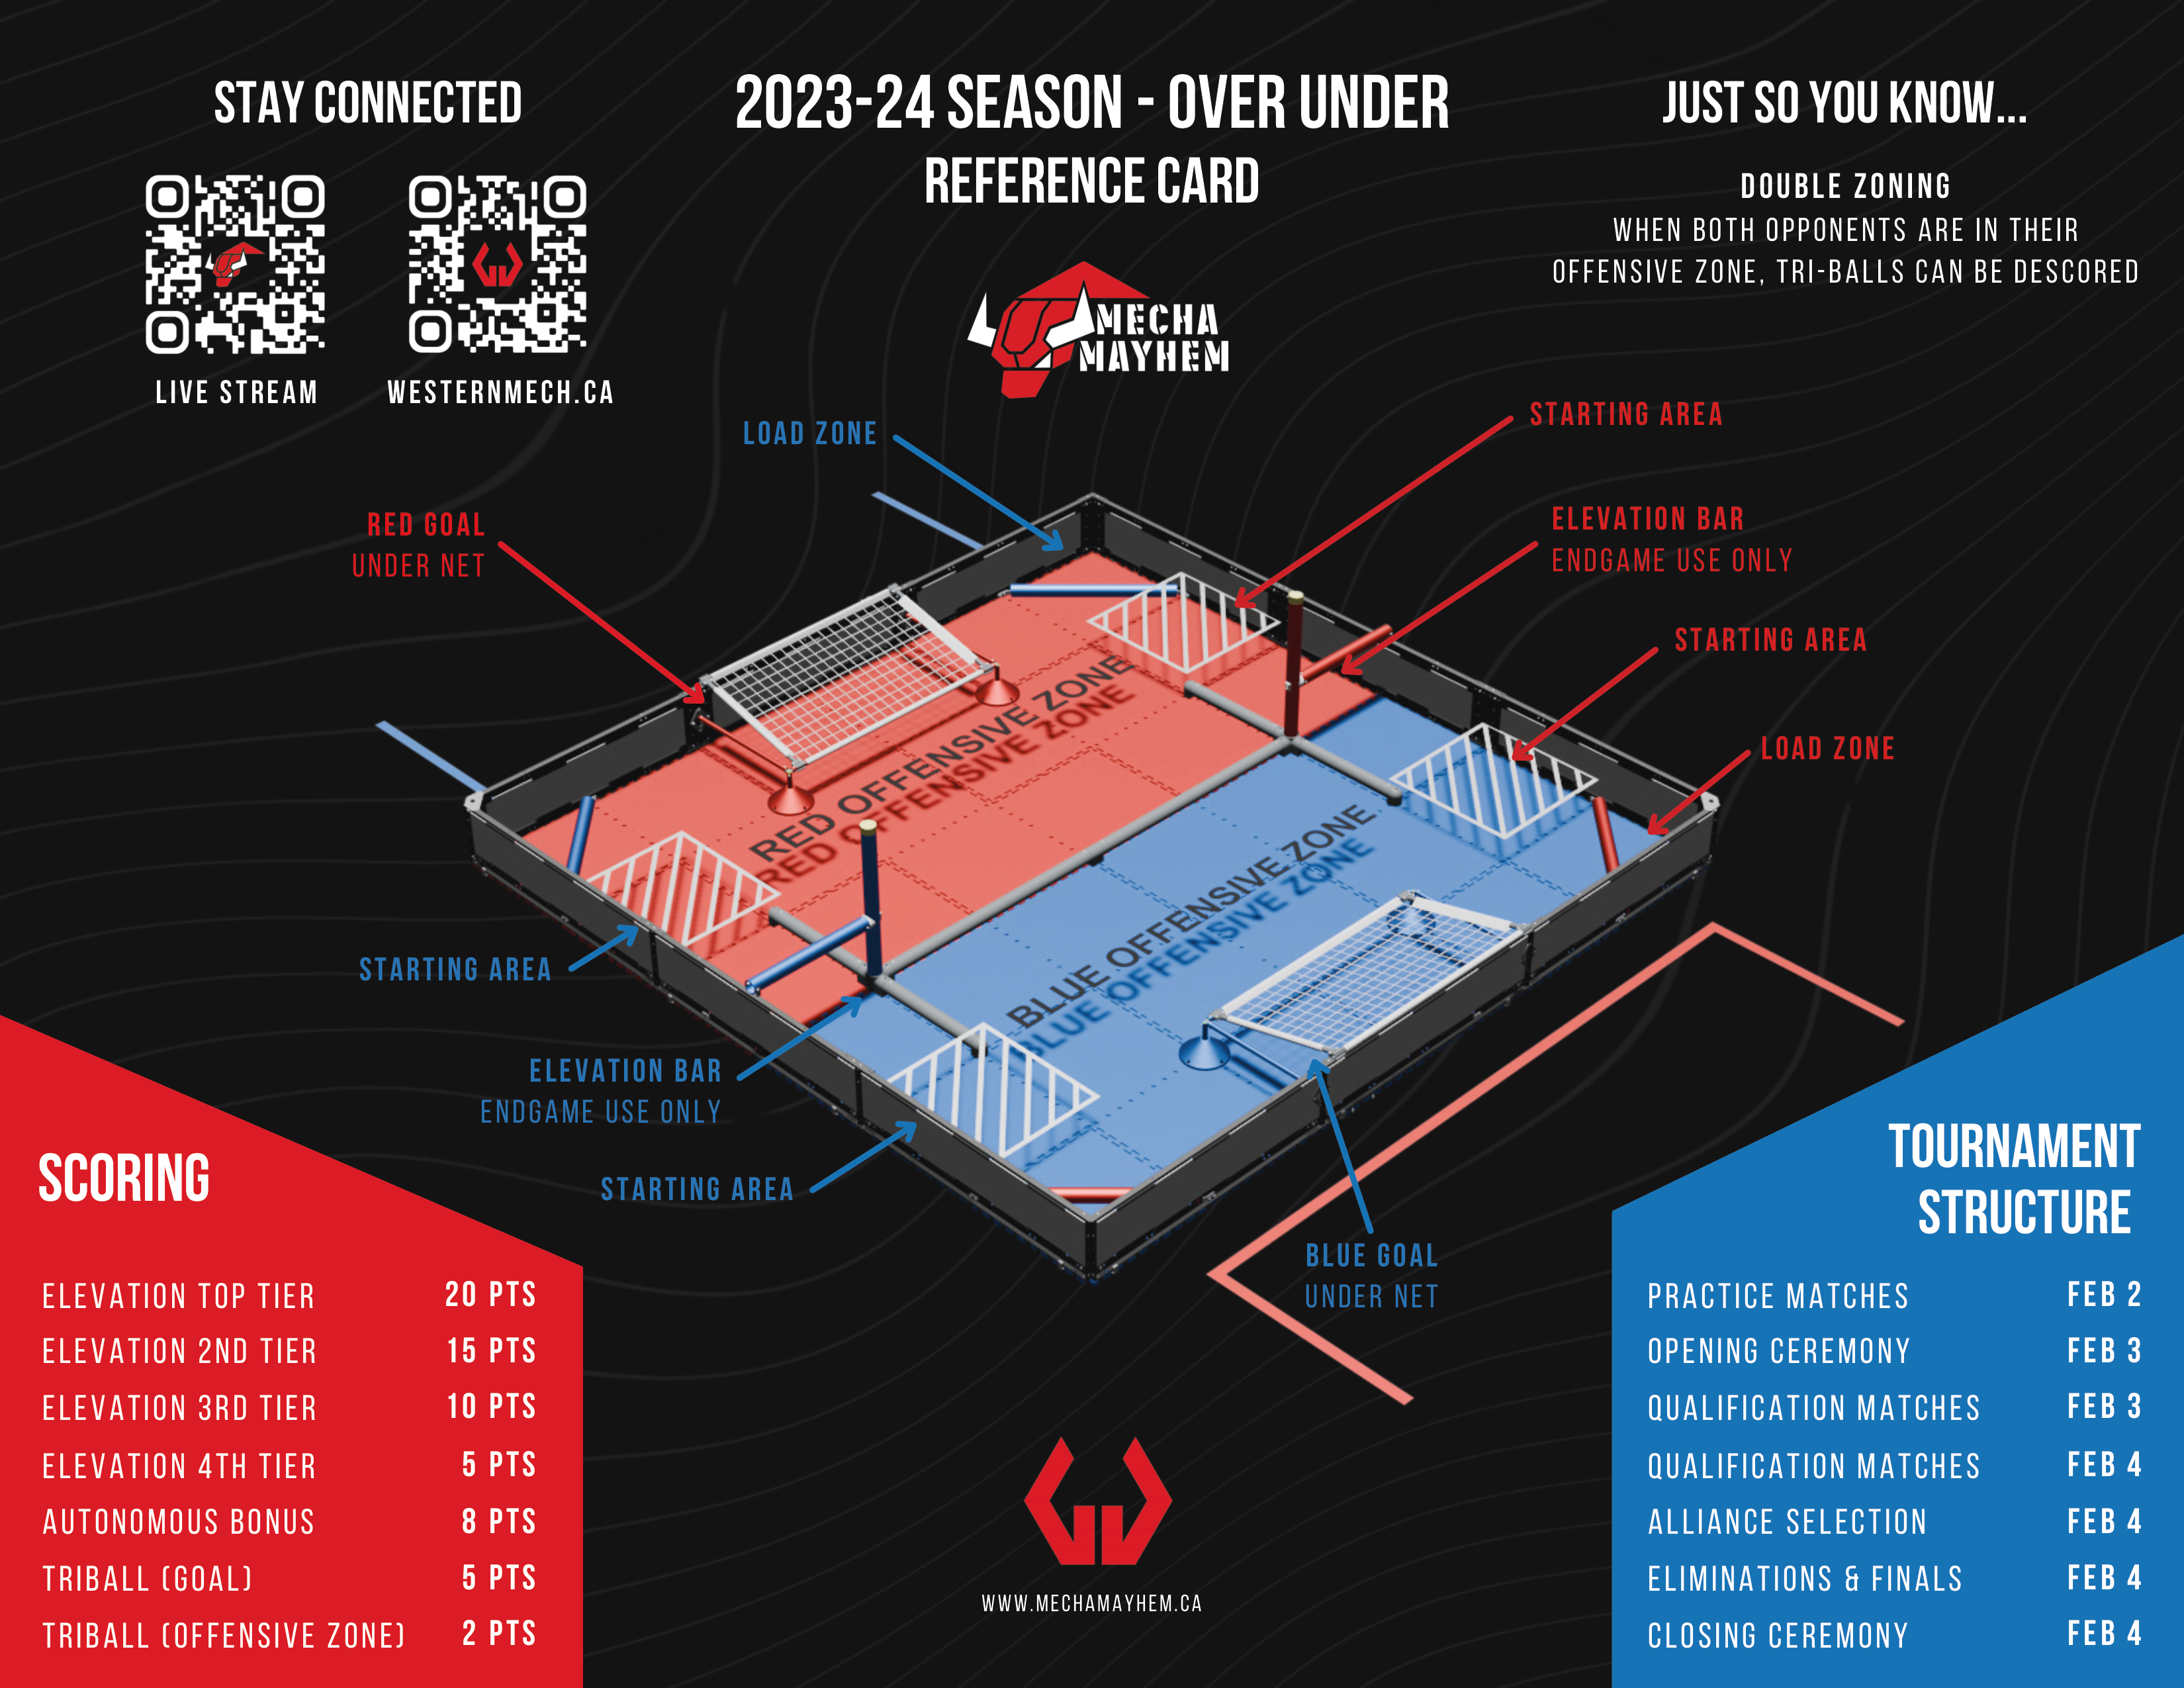 STAY CONNECTED
LIVE STREAM
WESTERNMECH.CA
2023-24 SEASON - OVER UNDER
REFERENCE CARD
MECHA
MAYHEM
JUST SO YOU KNOW...
DOUBLE ZONING
WHEN BOTH OPPONENTS ARE IN THEIR
OFFENSIVE ZONE, TRI-BALLS CAN BE DESCORED
LOAD ZONE
RED GOAL
UNDER NET
STARTING AREA
ELEVATION BAR
ENDGAME USE ONLY
STARTING AREA
LOAD ZONE
RED OFFENSIVE ZONE
RED OFFENSIVE ZONE
BLUE OFFENSIVE ZONE
BLUE OFFENSIVE ZONE
STARTING AREA
ELEVATION BAR
ENDGAME USE ONLY
STARTING AREA
BLUE GOAL
UNDER NET
SCORING
ELEVATION TOP TIER 20 PTS
ELEVATION 2ND TIER 15 PTS
ELEVATION 3RD TIER 10 PTS
ELEVATION 4TH TIER 5 PTS
AUTONOMOUS BONUS 8 PTS
TRIBALL (GOAL) 5 PTS
TRIBALL (OFFENSIVE ZONE) 2 PTS
WWW.MECHAMAYHEM.CA
TOURNAMENT
STRUCTURE
PRACTICE MATCHES FEB 2
OPENING CEREMONY FEB 3
QUALIFICATION MATCHES FEB 3
QUALIFICATION MATCHES FEB 4
ALLIANCE SELECTION FEB 4
ELIMINATIONS & FINALS FEB 4
CLOSING CEREMONY FEB 4